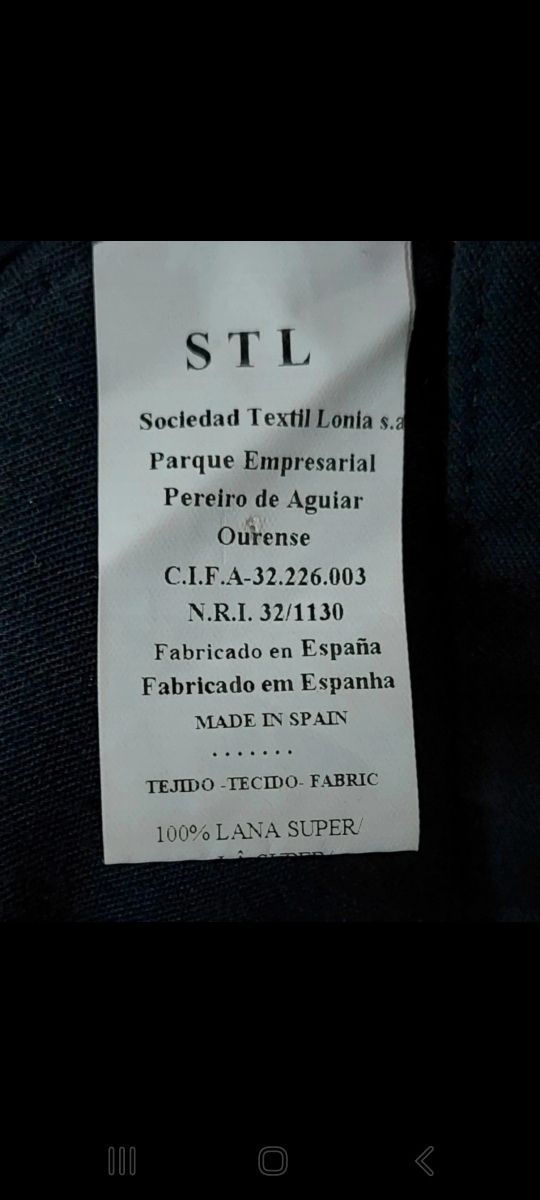 S T L
Sociedad Textil Lonia s.a
Parque Empresarial
Pereiro de Aguiar
Ourense
C.I.F.A-32.226.003
N.R.I. 32/1130
Fabricado en España
Fabricado em Espanha
MADE IN SPAIN
.......
TEJIDO -TECIDO- FABRIC
100% LANA SUPER/